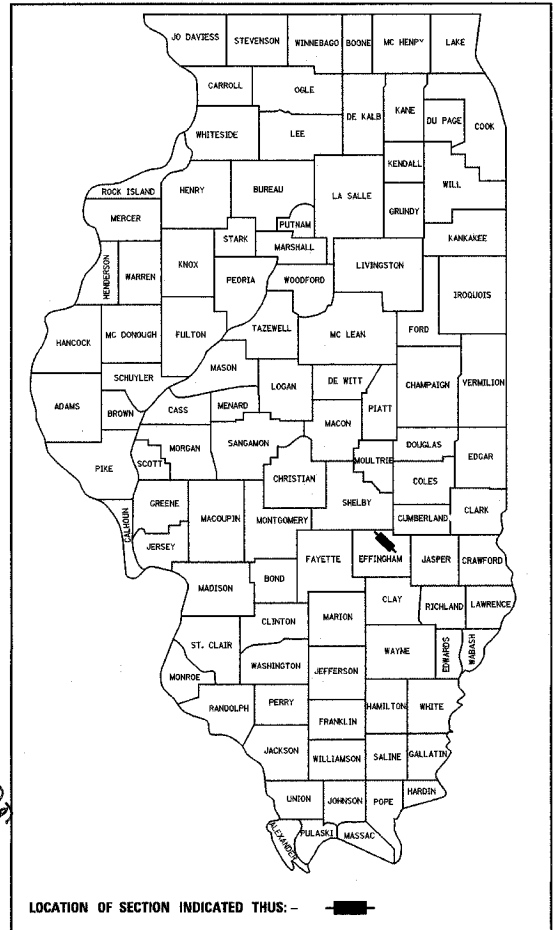 JO DAVIESS STEVENSON WINNEBAGO BOONE MC HENRY LAKE
CARROLL OGLE DE KALB KANE DU PAGE COOK
WHITESIDE LEE KENDALL WILL
ROCK ISLAND HENRY BUREAU LA SALLE GRUNDY
MERCER PUTNAM KANKAKEE
STARK MARSHALL
HENDERSON WARREN KNOX PEORIA WOODFORD LIVINGSTON IROQUOIS
HANCOCK MC DONOUGH FULTON TAZEWELL MC LEAN FORD
SCHUYLER MASON LOGAN DE WITT CHAMPAIGN VERMILION
ADAMS BROWN CASS MENARD MACON PIATT
PIKE SCOTT MORGAN SANGAMON DOUGLAS EDGAR
CHRISTIAN MOULTRIE COLES
CALHOUN GREENE MACOUPIN MONTGOMERY SHELBY CUMBERLAND CLARK
JERSEY FAYETTE EFFINGHAM JASPER CRAWFORD
MADISON BOND CLAY RICHLAND LAWRENCE
CLINTON MARION
ST. CLAIR WAYNE EDWARDS WABASH
MONROE WASHINGTON JEFFERSON
RANDOLPH PERRY HAMILTON WHITE
FRANKLIN
JACKSON WILLIAMSON SALINE GALLATIN
UNION JOHNSON POPE HARDIN
ALEXANDER PULASKI MASSAC
LOCATION OF SECTION INDICATED THUS: -